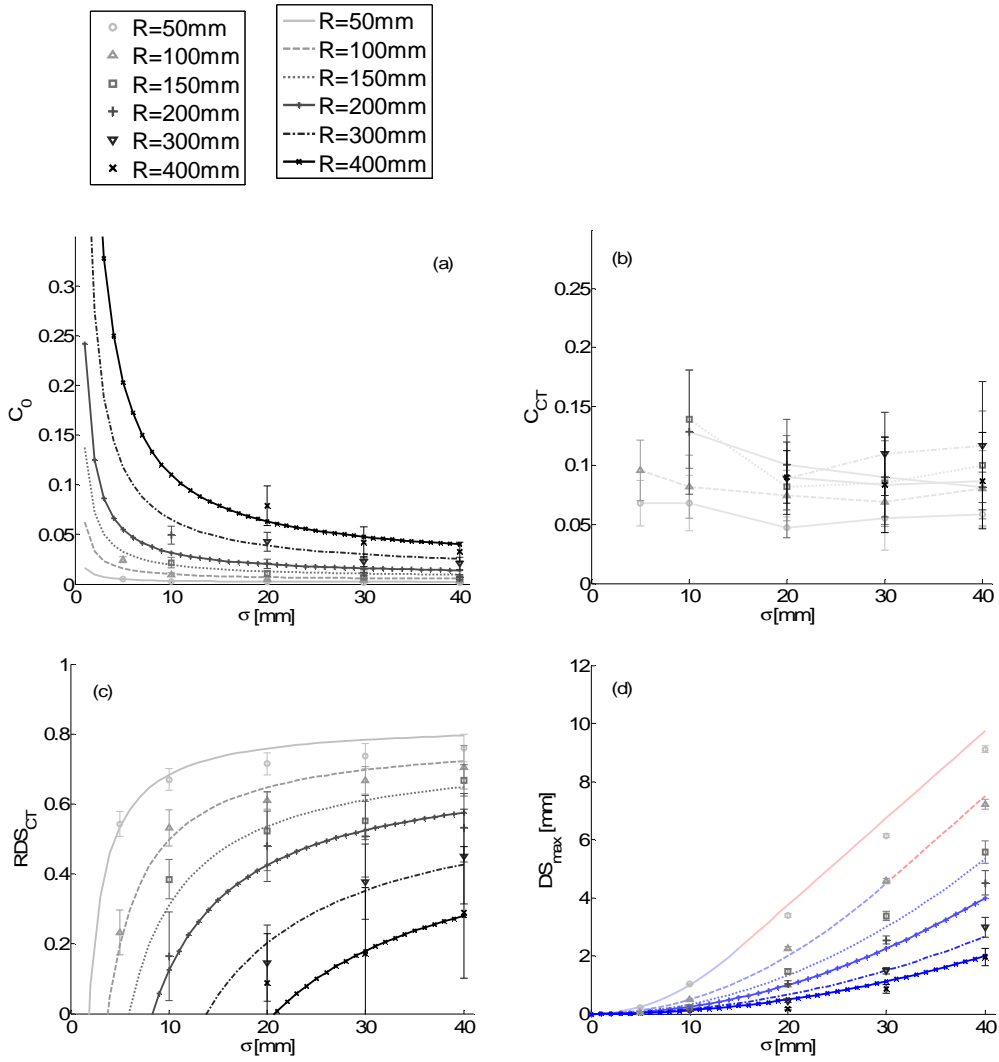 R=50mm
R=100mm
R=150mm
R=200mm
R=300mm
R=400mm
R=50mm
R=100mm
R=150mm
R=200mm
R=300mm
R=400mm
(a)
0.3
0.25
0.2
0.15
0.1
0.05
0
C0
0 10 20 30 40
σ [mm]
(b)
0.25
0.2
0.15
0.1
0.05
0
CCT
0 10 20 30 40
σ [mm]
(c)
1
0.8
0.6
0.4
0.2
0
RDSCT
0 10 20 30 40
σ [mm]
(d)
12
10
8
6
4
2
0
DSmax [mm]
0 10 20 30 40
σ [mm]